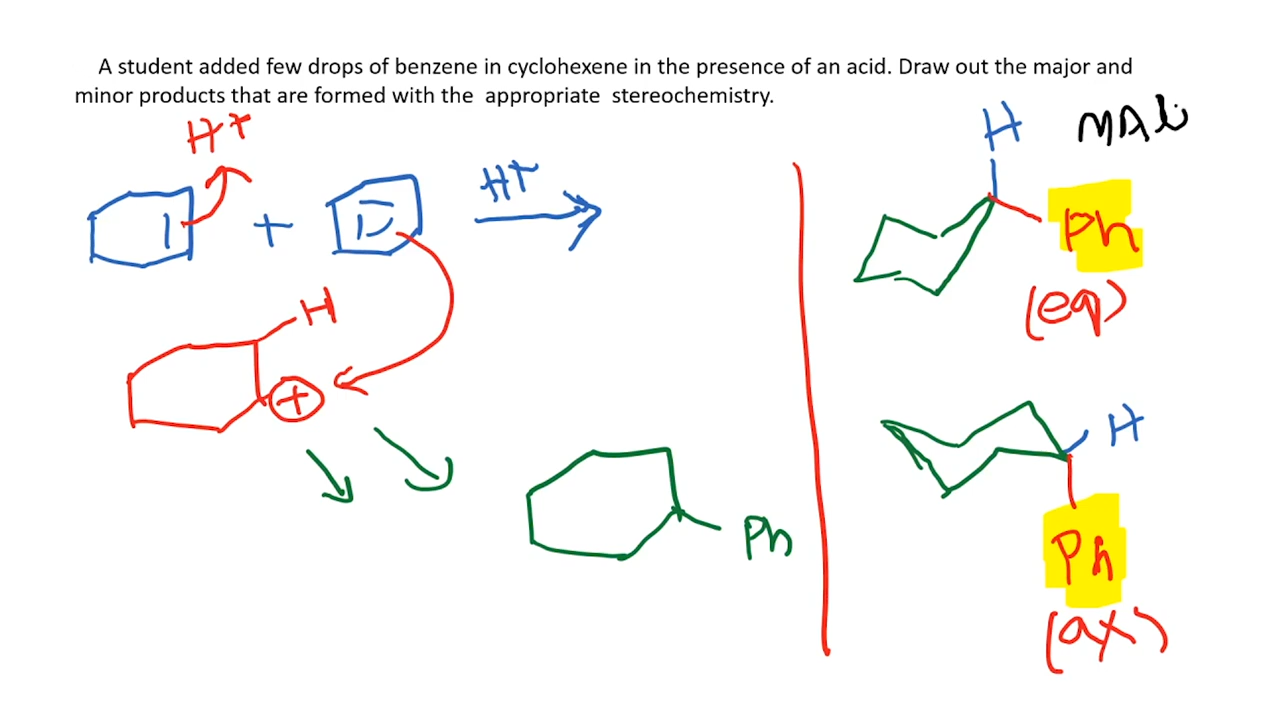 A student added few drops of benzene in cyclohexene in the presence of an acid. Draw out the major and
minor products that are formed with the appropriate stereochemistry.
H+
+
H+
H
+
Ph
H
Ph
(eq)
H
Ph
(ax)